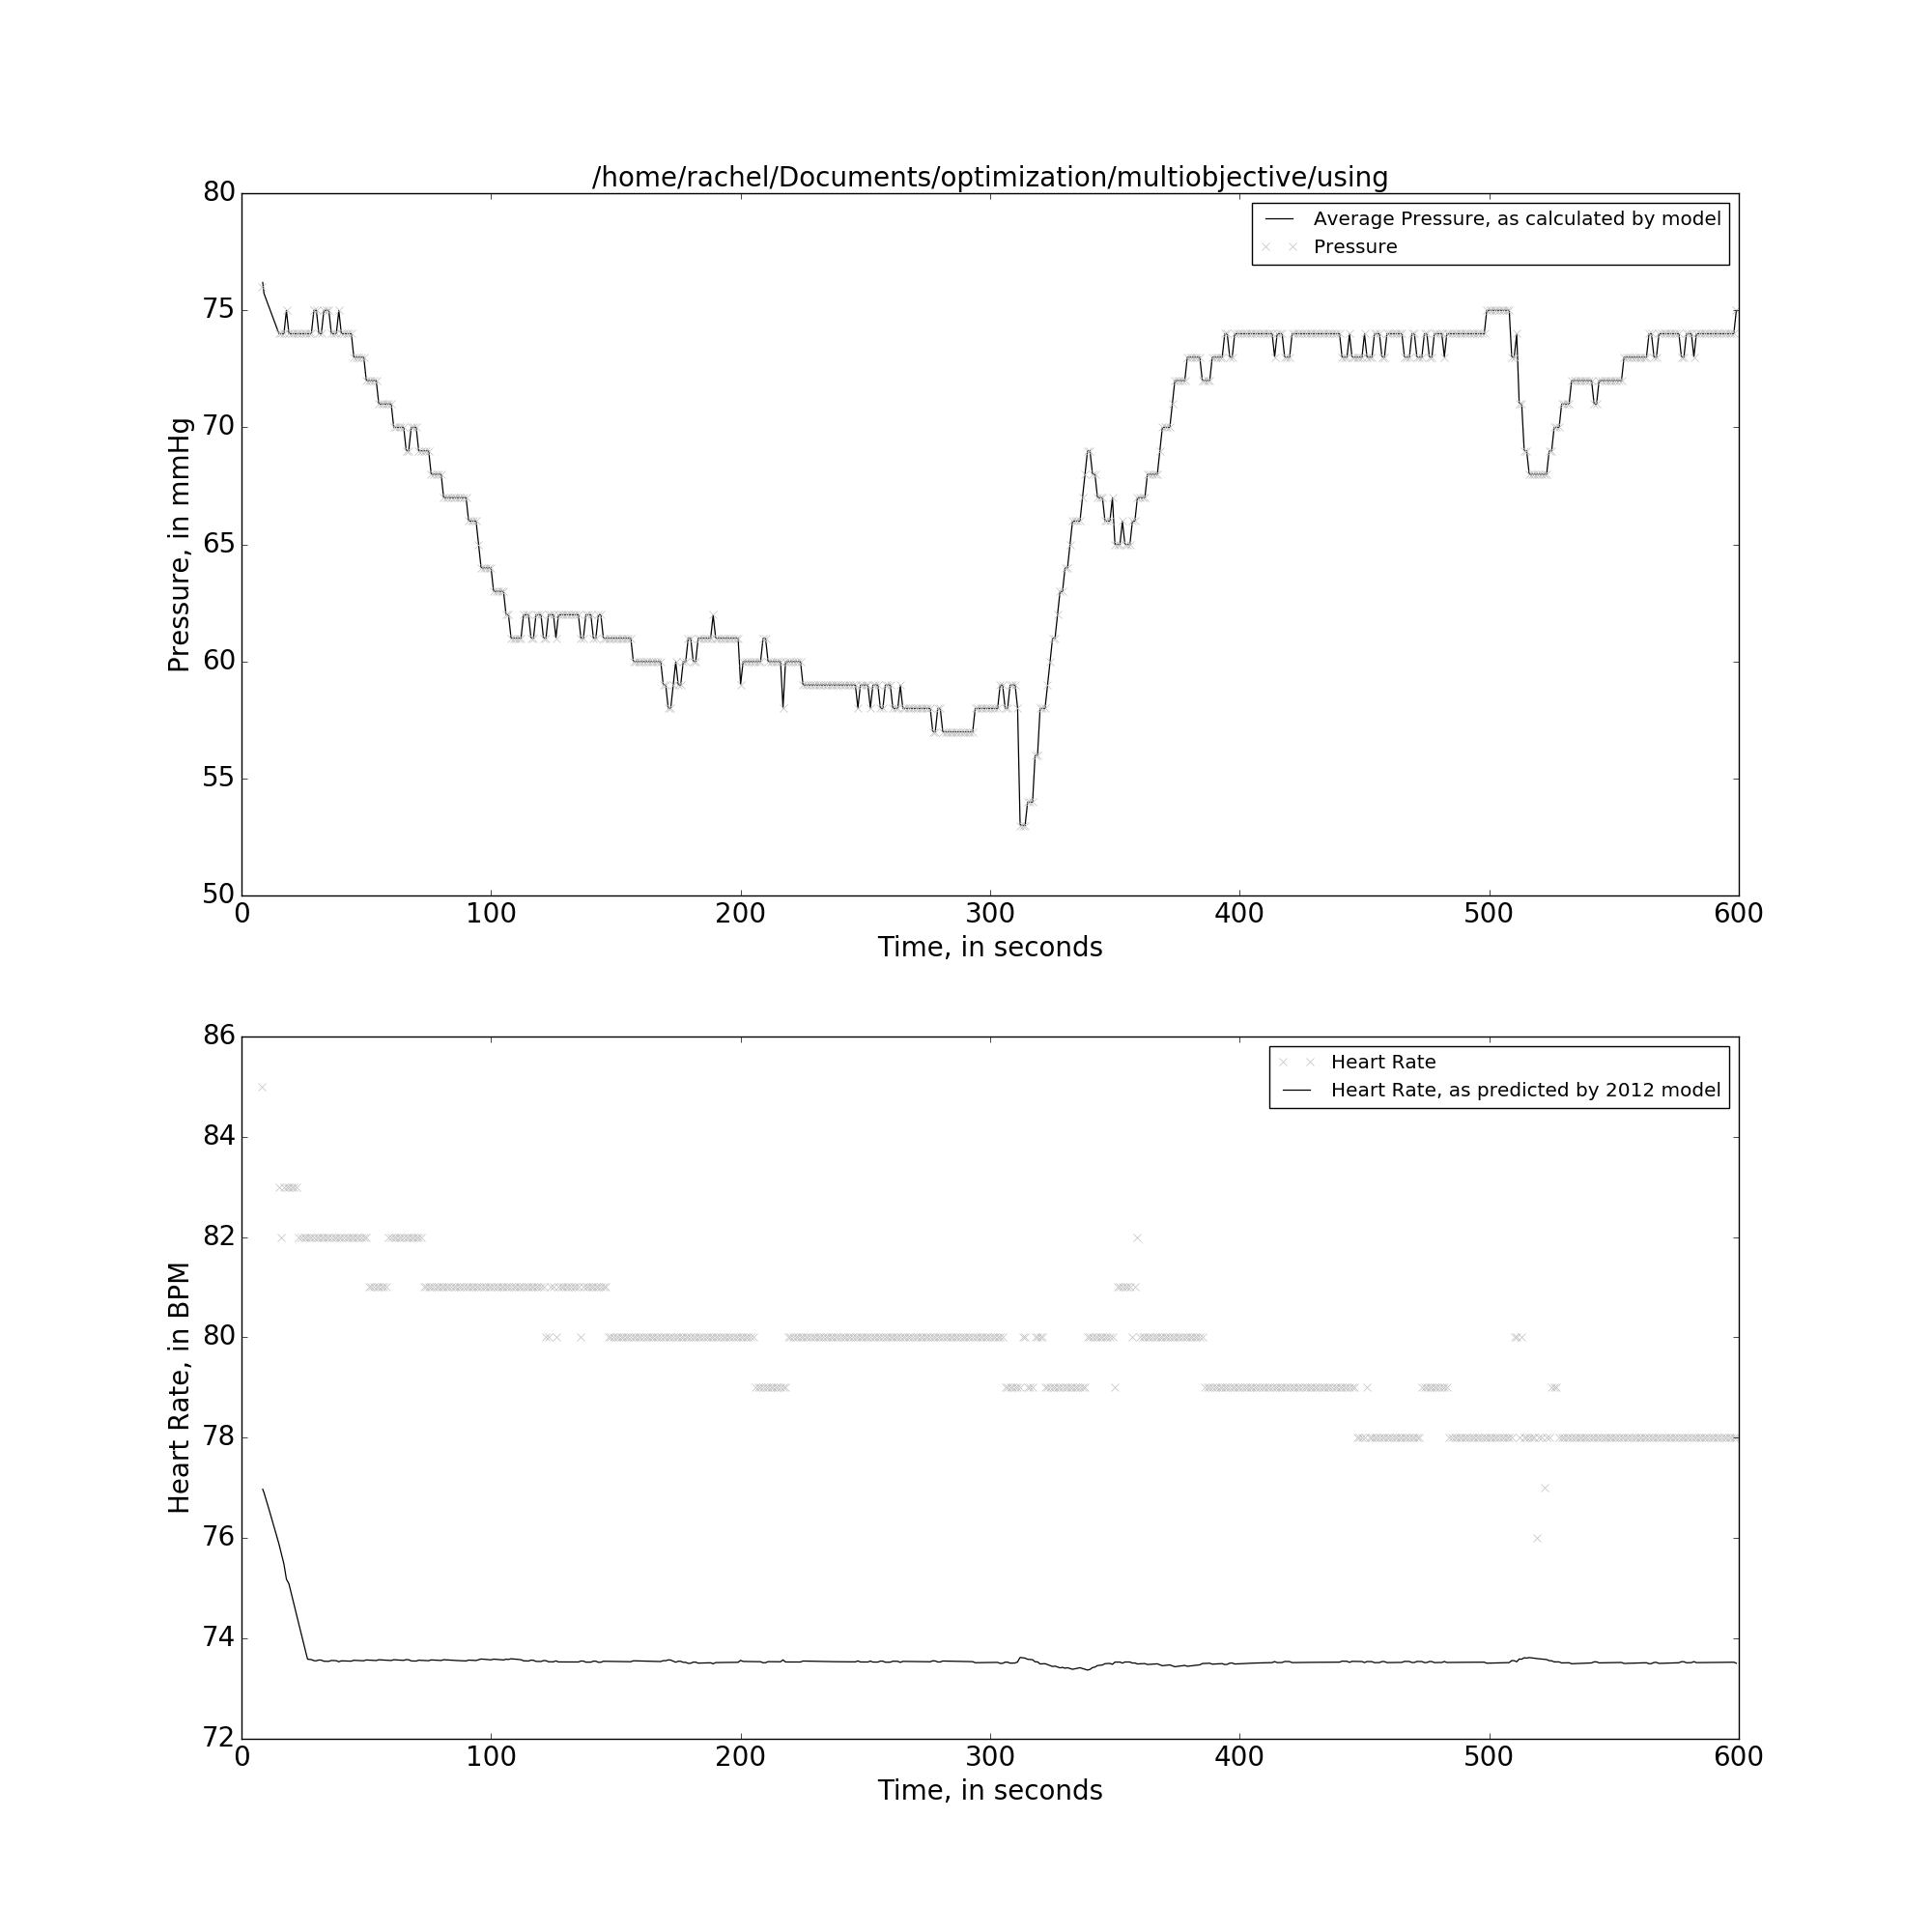 /home/rachel/Documents/optimization/multiobjective/using
80
Average Pressure, as calculated by model
Pressure
75
70
65
60
55
50
Pressure, in mmHg
0 100 200 300 400 500 600
Time, in seconds
86
Heart Rate
Heart Rate, as predicted by 2012 model
84
82
80
78
76
74
72
Heart Rate, in BPM
0 100 200 300 400 500 600
Time, in seconds